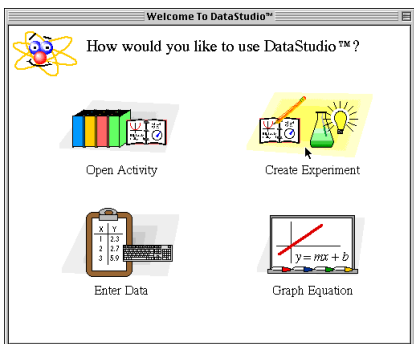 Welcome To DataStudio™
How would you like to use DataStudio™?
Open Activity
Create Experiment
X Y
1 2.3
2 2.7
3 5.9
y = mx + b
Enter Data
Graph Equation